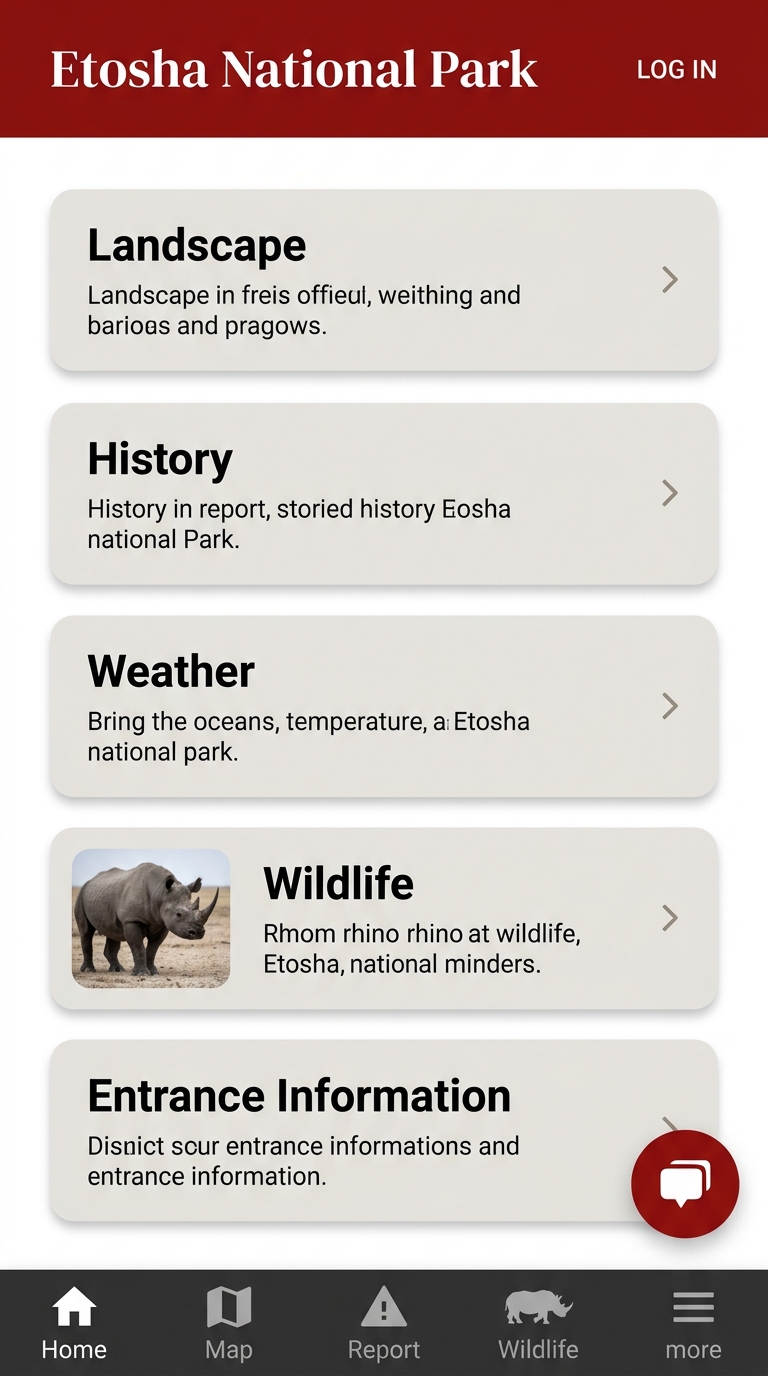 Etosha National Park
LOG IN
Landscape
Landscape in freis offieul, weithing and
barioas and pragows.
History
History in report, storied history Eosha
national Park.
Weather
Bring the oceans, temperature, a Etosha
national park.
Wildlife
Rmom rhino rhino at wildlife,
Etosha, national minders.
Entrance Information
Disnict sour entrance informations and
entrance information.
Home
Map
Report
Wildlife
more